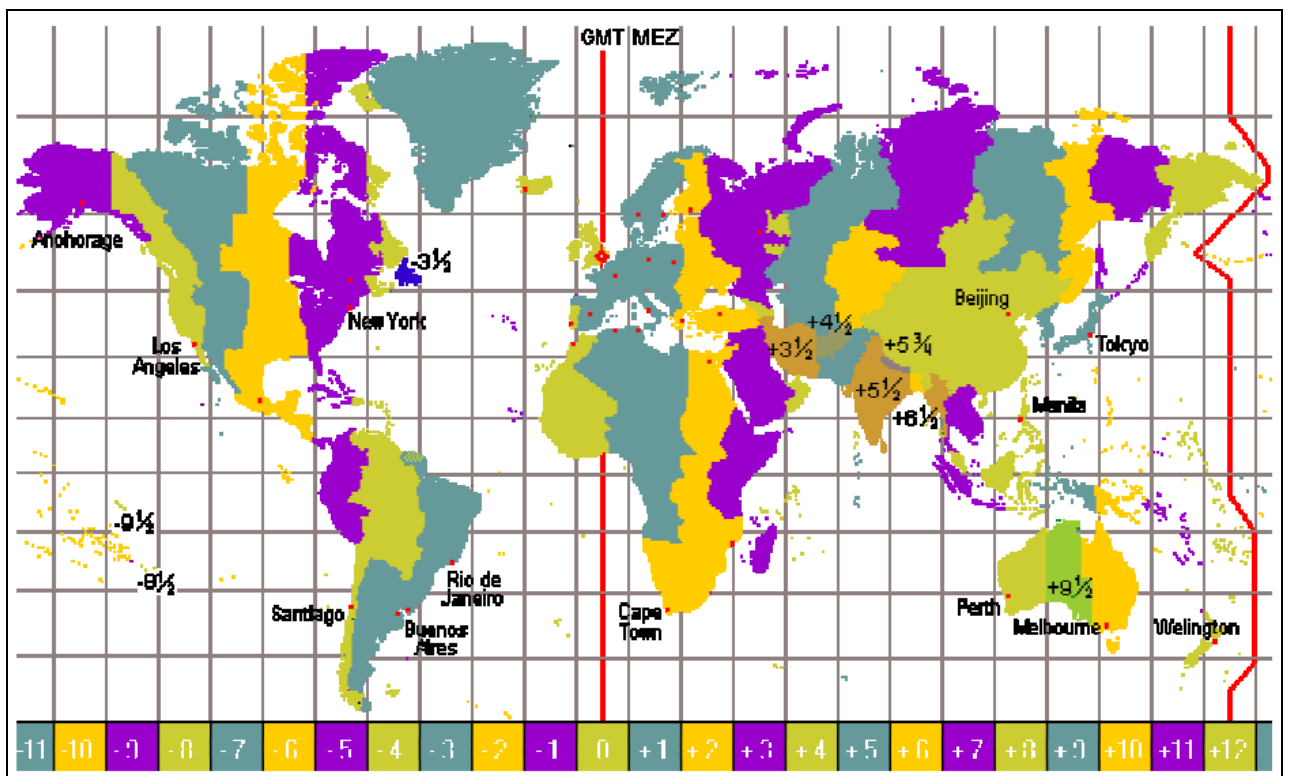 GMT MEZ
Anchorage
-3½
Beijing
New York
+4½
Los
Angeles
+3½
+5¾
Tokyo
+5½
Manila
+6½
-9½
-8½
Rio de
Janeiro
+9½
Santiago
Cape
Town
Perth
Buenos
Aires
Melbourne
Welington
-11 -10 -9 -8 -7 -6 -5 -4 -3 -2 -1 0 +1 +2 +3 +4 +5 +6 +7 +8 +9 +10 +11 +12